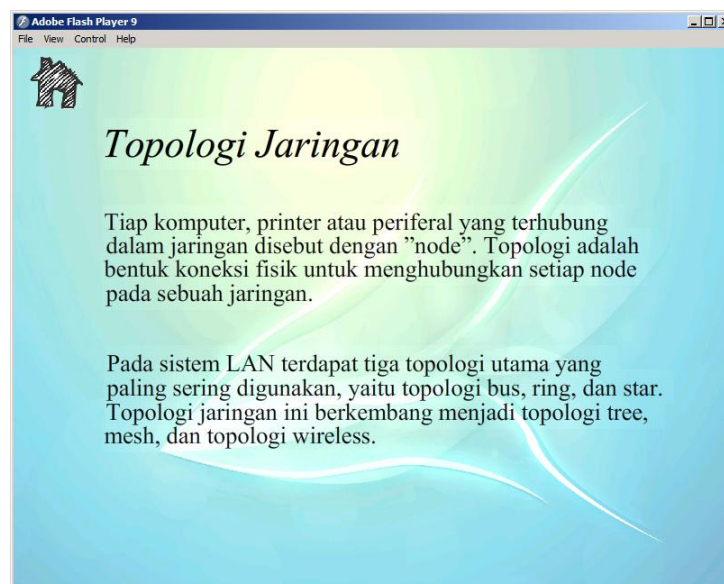 Adobe Flash Player 9
File View Control Help
Topologi Jaringan
Tiap komputer, printer atau periferal yang terhubung
dalam jaringan disebut dengan ”node”. Topologi adalah
bentuk koneksi fisik untuk menghubungkan setiap node
pada sebuah jaringan.
Pada sistem LAN terdapat tiga topologi utama yang
paling sering digunakan, yaitu topologi bus, ring, dan star.
Topologi jaringan ini berkembang menjadi topologi tree,
mesh, dan topologi wireless.